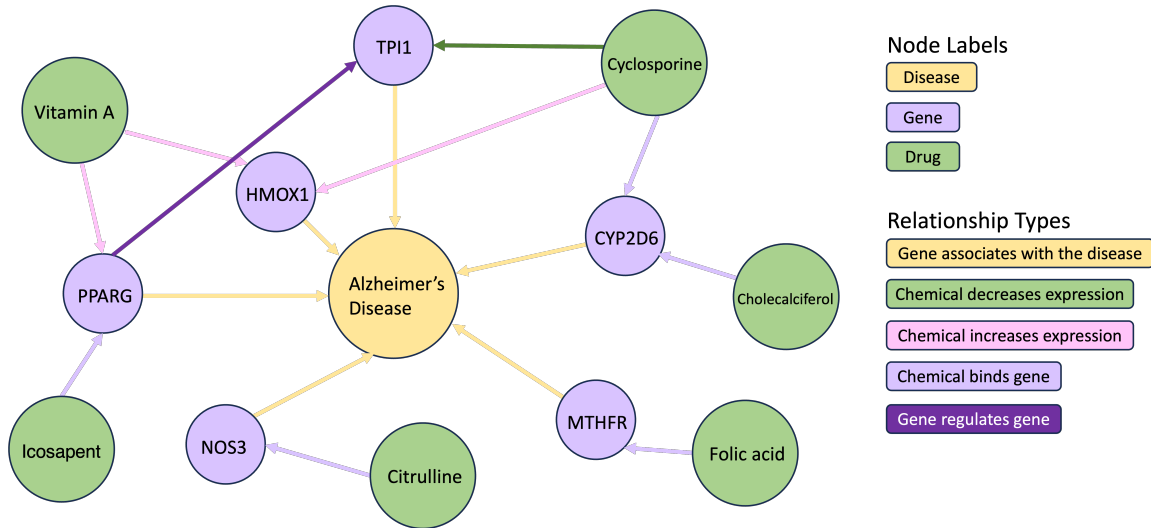 TPI1
Cyclosporine
Vitamin A
HMOX1
CYP2D6
PPARG
Alzheimer's
Disease
Cholecalciferol
Icosapent
NOS3
Citrulline
MTHFR
Folic acid
Node Labels
Disease
Gene
Drug
Relationship Types
Gene associates with the disease
Chemical decreases expression
Chemical increases expression
Chemical binds gene
Gene regulates gene